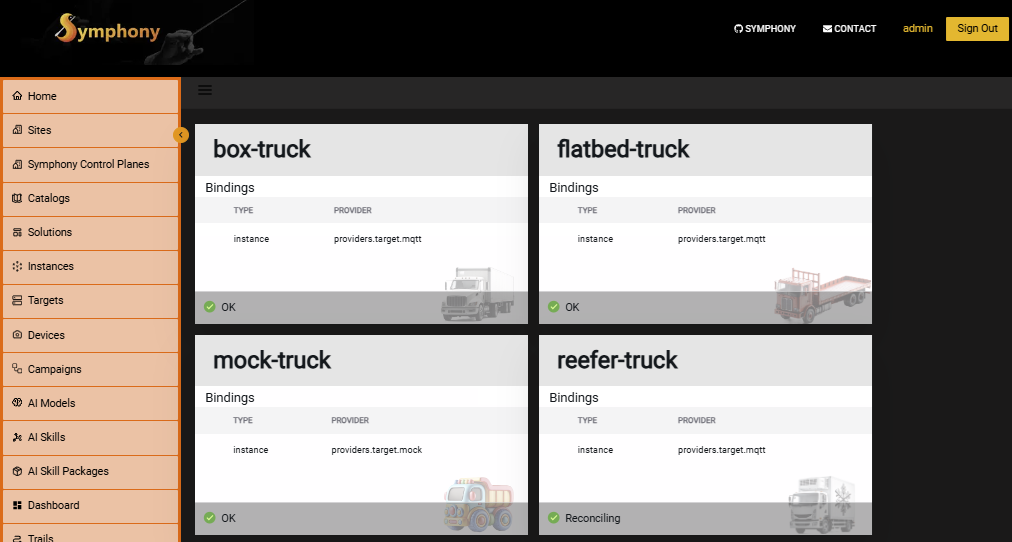 Symphony
SYMPHONY
CONTACT
admin
Sign Out
Home
Sites
Symphony Control Planes
Catalogs
Solutions
Instances
Targets
Devices
Campaigns
AI Models
AI Skills
AI Skill Packages
Dashboard
Trails
box-truck
Bindings
TYPE PROVIDER
instance providers.target.mqtt
OK
flatbed-truck
Bindings
TYPE PROVIDER
instance providers.target.mqtt
OK
mock-truck
Bindings
TYPE PROVIDER
instance providers.target.mock
OK
reefer-truck
Bindings
TYPE PROVIDER
instance providers.target.mqtt
Reconciling